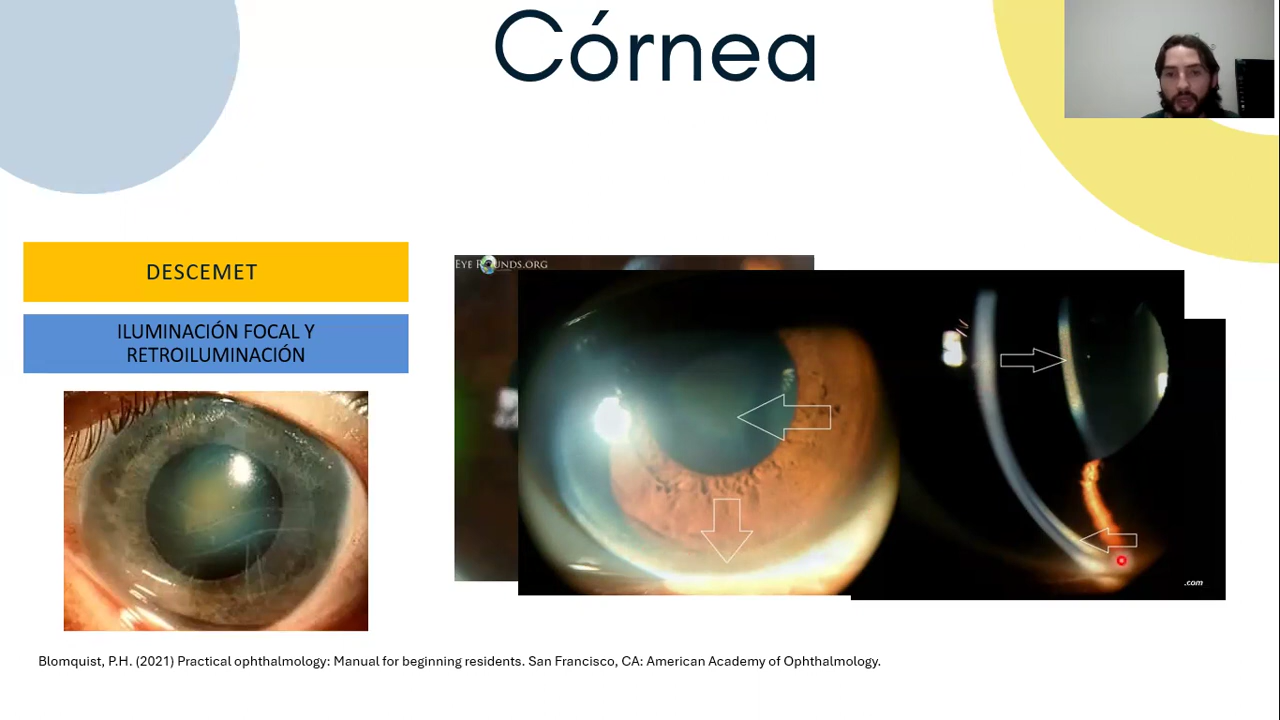 Córnea
DESCEMET
ILUMINACIÓN FOCAL Y
RETROILUMINACIÓN
EYE ROUNDS.ORG
.com
Blomquist, P.H. (2021) Practical ophthalmology: Manual for beginning residents. San Francisco, CA: American Academy of Ophthalmology.